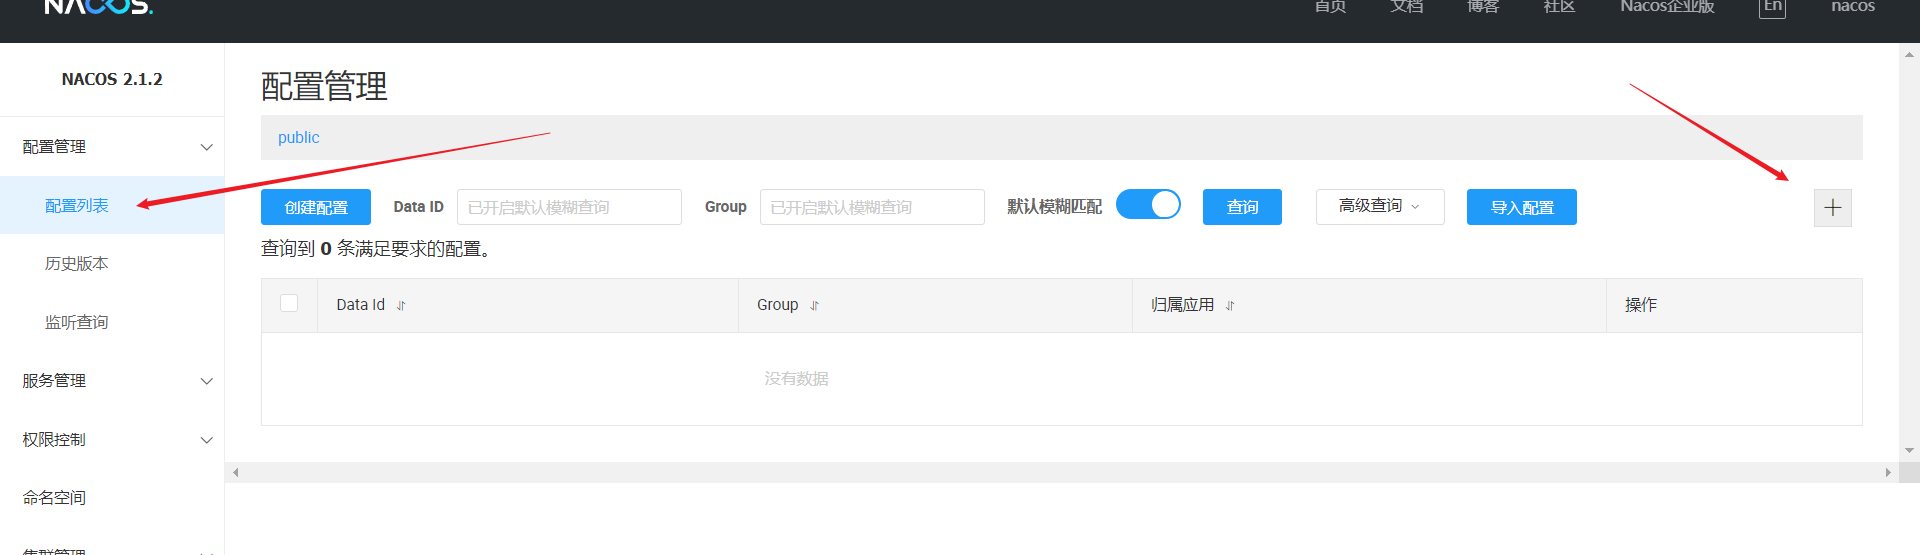 NACOS.
首页 文档 博客 社区 Nacos企业版 En nacos
NACOS 2.1.2
配置管理
配置列表
历史版本
监听查询
服务管理
权限控制
命名空间
集群管理
配置管理
public
创建配置 Data ID 已开启默认模糊查询 Group 已开启默认模糊查询 默认模糊匹配 查询 高级查询 导入配置
查询到 0 条满足要求的配置。
Data Id Group 归属应用 操作
没有数据